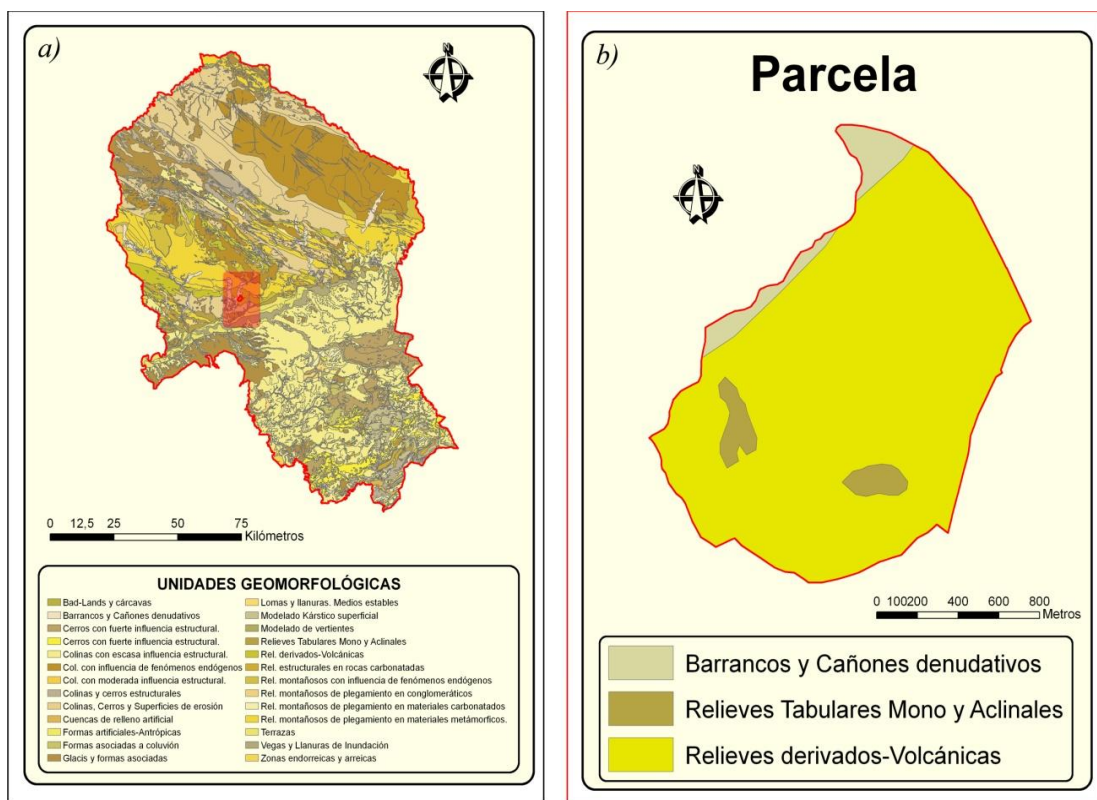 a)
N
0 12,5 25 50 75
Kilómetros
UNIDADES GEOMORFOLÓGICAS
Bad-Lands y cárcavas
Barrancos y Cañones denudativos
Cerros con fuerte influencia estructural.
Cerros con fuerte influencia estructural.
Colinas con escasa influencia estructural.
Col. con influencia de fenómenos endógenos
Col. con moderada influencia estructural.
Colinas y cerros estructurales
Colinas, Cerros y Superficies de erosión
Cuencas de relleno artificial
Formas artificiales-Antrópicas
Formas asociadas a coluvión
Glacis y formas asociadas
Lomas y llanuras. Medios estables
Modelado Kárstico superficial
Modelado de vertientes
Relieves Tabulares Mono y Aclinales
Rel. derivados-Volcánicas
Rel. estructurales en rocas carbonatadas
Rel. montañosos con influencia de fenómenos endógenos
Rel. montañosos de plegamiento en conglomeráticos
Rel. montañosos de plegamiento en materiales carbonatados
Rel. montañosos de plegamiento en materiales metámorficos.
Terrazas
Vegas y Llanuras de Inundación
Zonas endorreicas y arreicas
b)
Parcela
N
0 100200 400 600 800
Metros
Barrancos y Cañones denudativos
Relieves Tabulares Mono y Aclinales
Relieves derivados-Volcánicas